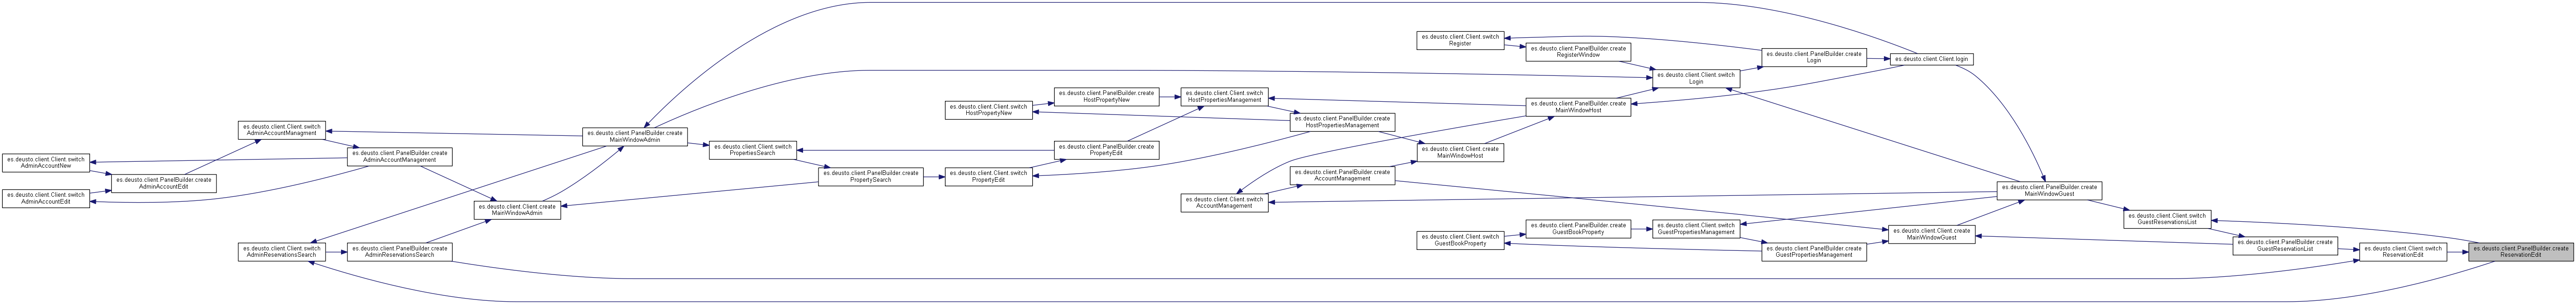 es.deusto.client.Client.switch
AdminAccountNew
es.deusto.client.Client.switch
AdminAccountEdit
es.deusto.client.PanelBuilder.create
AdminAccountEdit
es.deusto.client.Client.switch
AdminAccountManagment
es.deusto.client.Client.switch
AdminReservationsSearch
es.deusto.client.PanelBuilder.create
AdminAccountManagement
es.deusto.client.PanelBuilder.create
AdminReservationsSearch
es.deusto.client.Client.create
MainWindowAdmin
es.deusto.client.PanelBuilder.create
MainWindowAdmin
es.deusto.client.Client.switch
PropertiesSearch
es.deusto.client.PanelBuilder.create
PropertySearch
es.deusto.client.Client.switch
HostPropertyNew
es.deusto.client.Client.switch
PropertyEdit
es.deusto.client.PanelBuilder.create
HostPropertyNew
es.deusto.client.PanelBuilder.create
PropertyEdit
es.deusto.client.Client.switch
HostPropertiesManagement
es.deusto.client.Client.switch
AccountManagement
es.deusto.client.PanelBuilder.create
HostPropertiesManagement
es.deusto.client.PanelBuilder.create
AccountManagement
es.deusto.client.Client.switch
Register
es.deusto.client.Client.create
MainWindowHost
es.deusto.client.Client.switch
GuestBookProperty
es.deusto.client.PanelBuilder.create
RegisterWindow
es.deusto.client.PanelBuilder.create
MainWindowHost
es.deusto.client.PanelBuilder.create
GuestBookProperty
es.deusto.client.Client.switch
Login
es.deusto.client.Client.switch
GuestPropertiesManagement
es.deusto.client.PanelBuilder.create
Login
es.deusto.client.PanelBuilder.create
GuestPropertiesManagement
es.deusto.client.Client.login
es.deusto.client.Client.create
MainWindowGuest
es.deusto.client.PanelBuilder.create
MainWindowGuest
es.deusto.client.Client.switch
GuestReservationsList
es.deusto.client.PanelBuilder.create
GuestReservationList
es.deusto.client.Client.switch
ReservationEdit
es.deusto.client.PanelBuilder.create
ReservationEdit